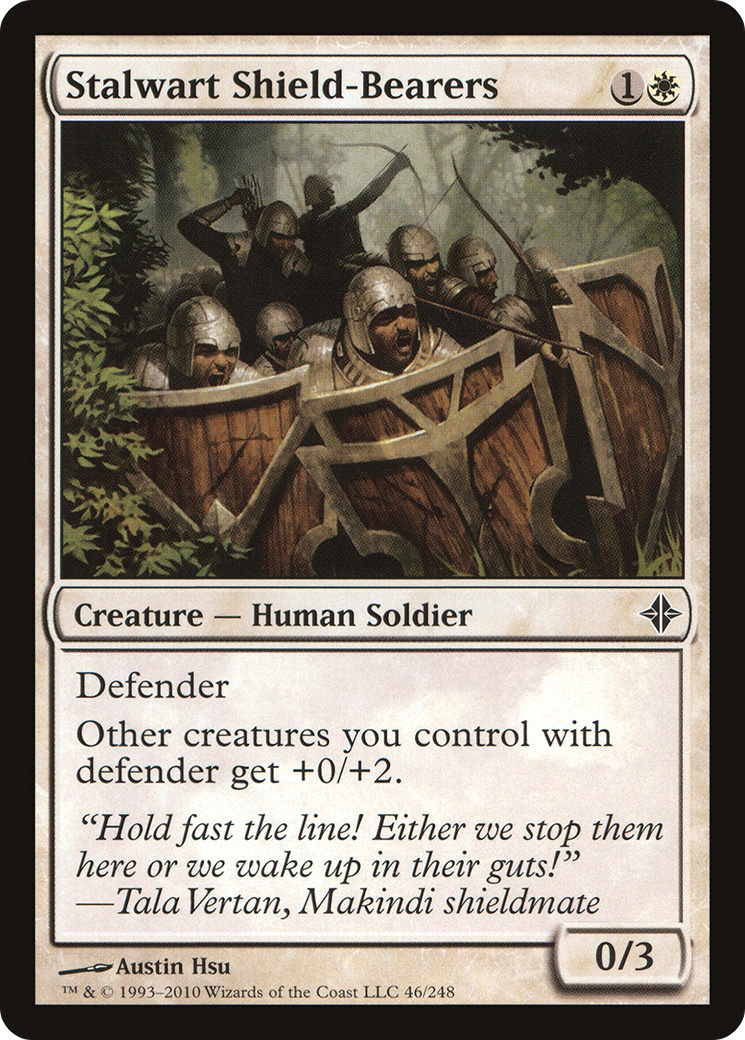 Stalwart Shield-Bearers 1
Creature — Human Soldier
Defender
Other creatures you control with
defender get +0/+2.
“Hold fast the line! Either we stop them
here or we wake up in their guts!”
—Tala Vertan, Makindi shieldmate
0/3
Austin Hsu
™ & © 1993–2010 Wizards of the Coast LLC 46/248